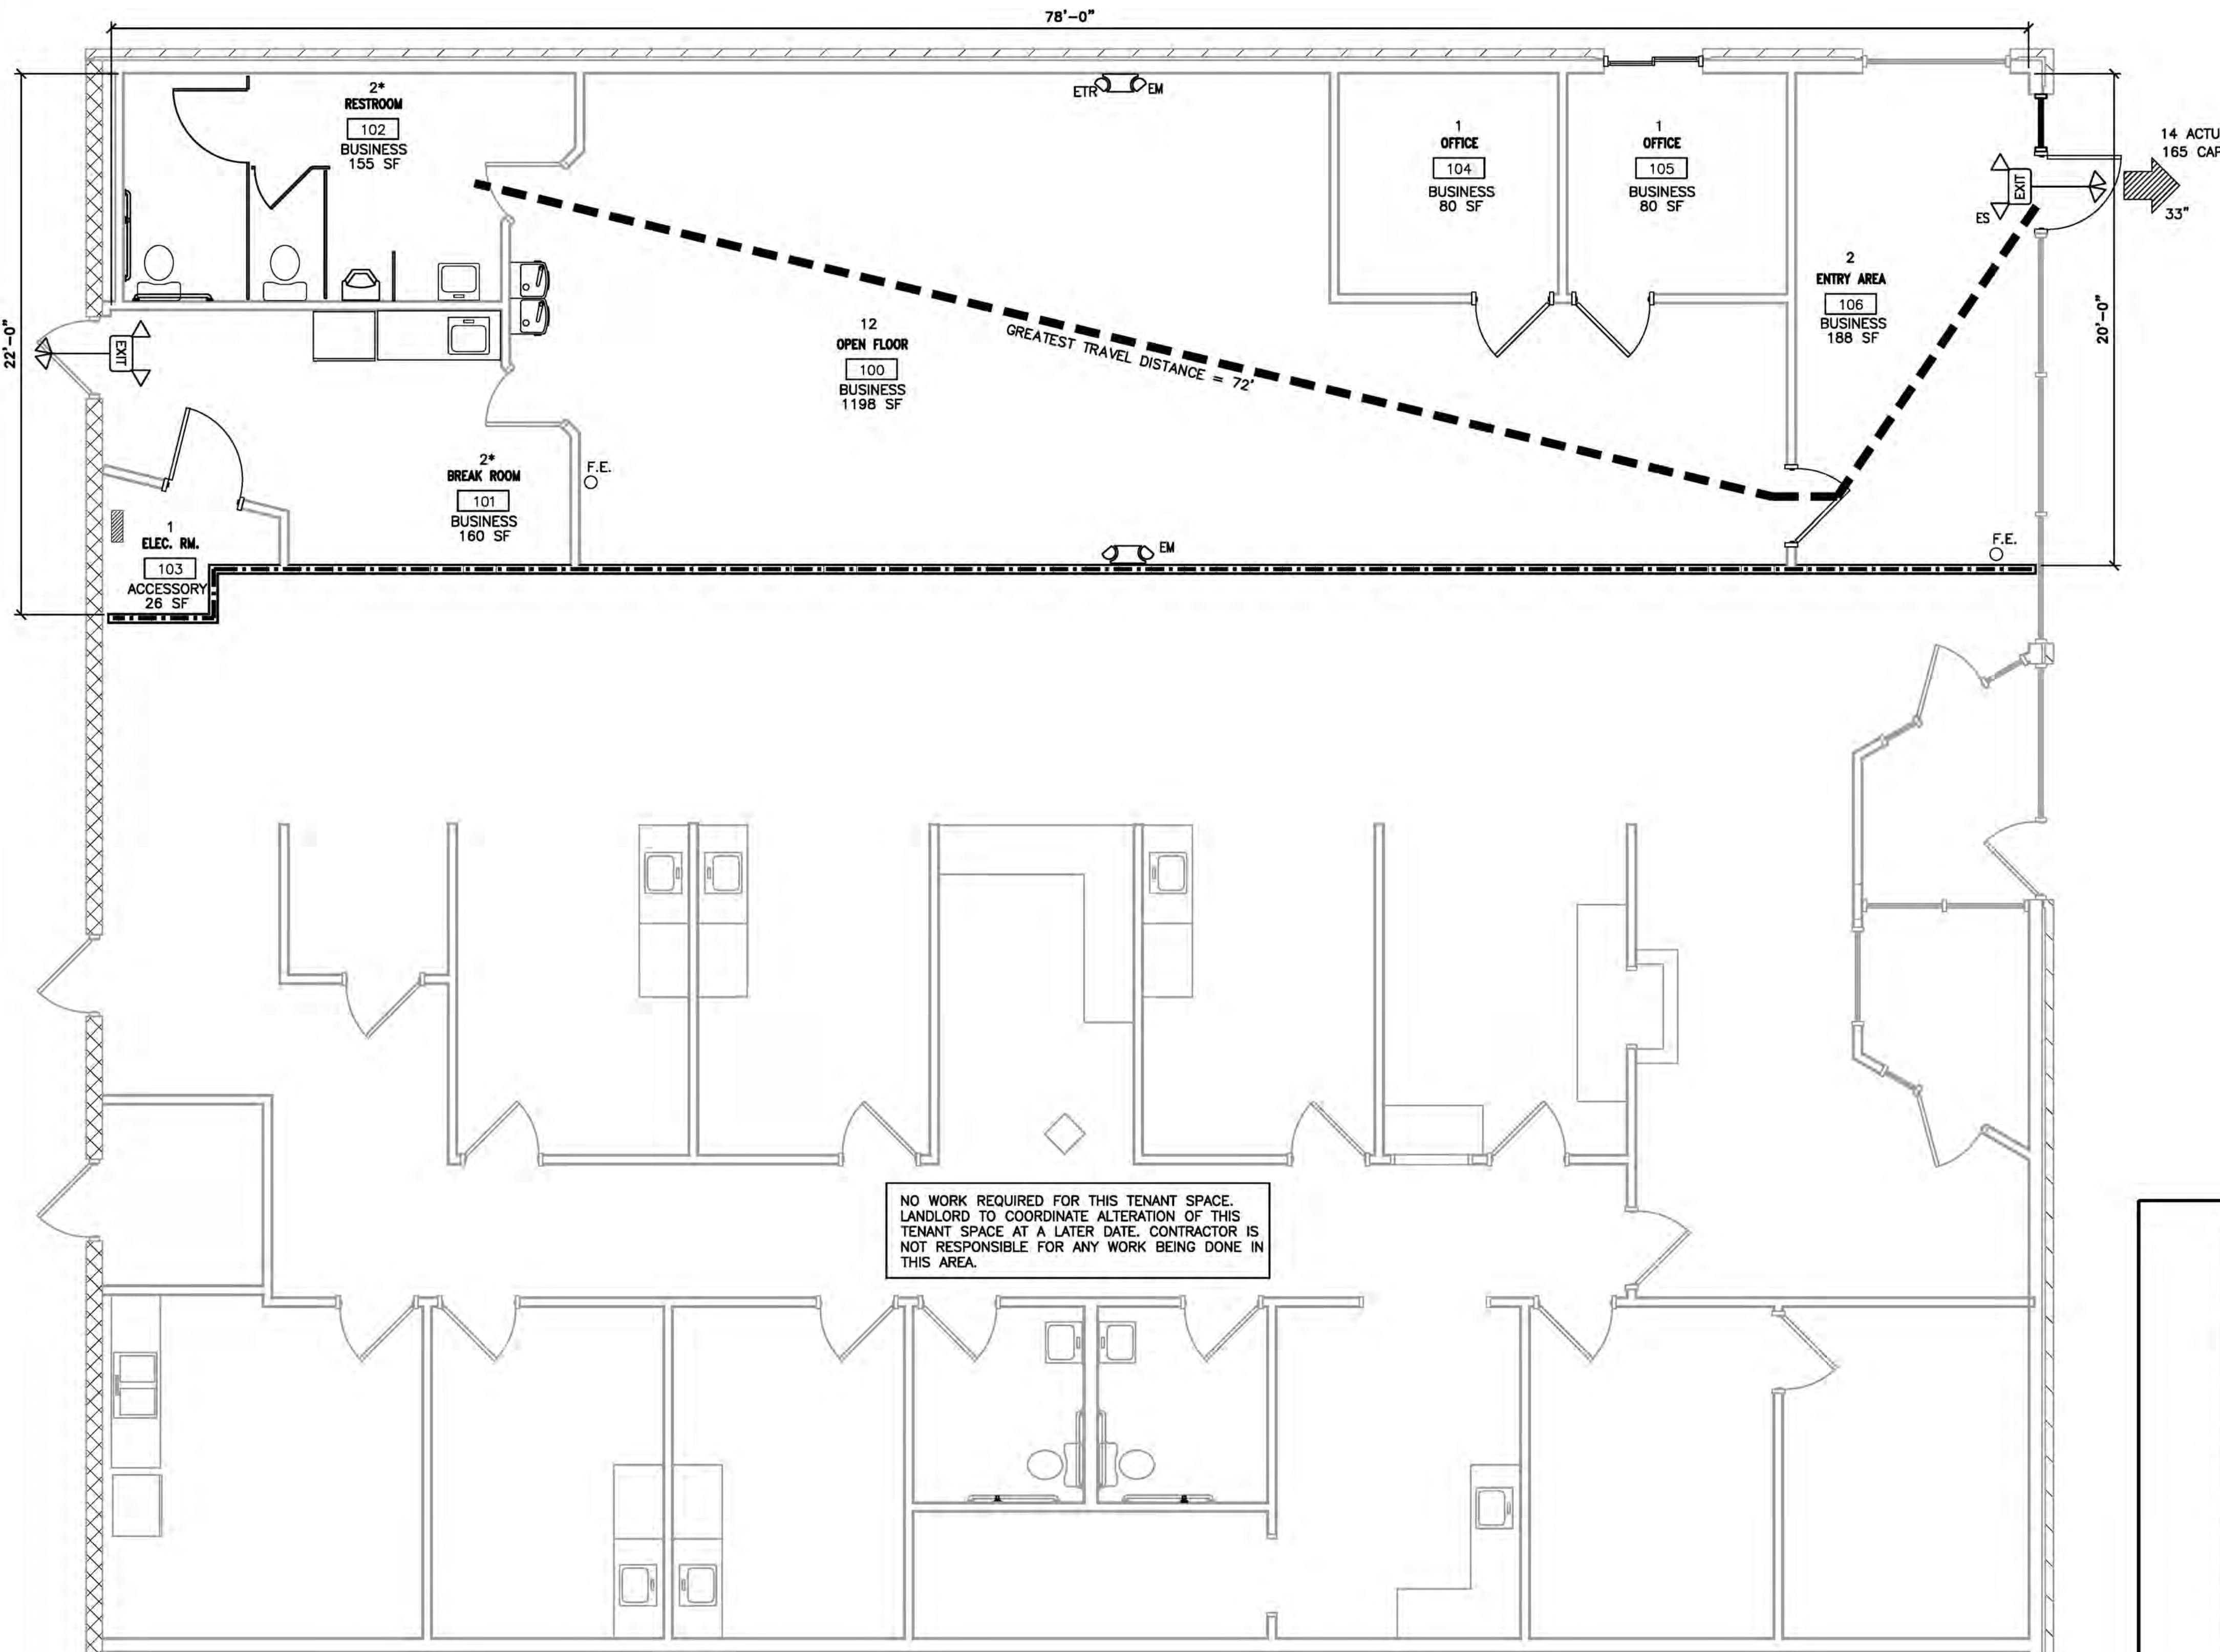 78'-0"
22'-0"
20'-0"
2*
RESTROOM
102
BUSINESS
155 SF
ETR
EM
1
OFFICE
104
BUSINESS
80 SF
1
OFFICE
105
BUSINESS
80 SF
14
165
33"
EXIT
ES
2
ENTRY AREA
106
BUSINESS
188 SF
EXIT
12
OPEN FLOOR
100
BUSINESS
1198 SF
GREATEST TRAVEL DISTANCE = 72'
2*
BREAK ROOM
101
BUSINESS
160 SF
F.E.
1
ELEC. RM.
103
ACCESSORY
26 SF
EM
F.E.
NO WORK REQUIRED FOR THIS TENANT SPACE.
LANDLORD TO COORDINATE ALTERATION OF THIS
TENANT SPACE AT A LATER DATE. CONTRACTOR IS
NOT RESPONSIBLE FOR ANY WORK BEING DONE IN
THIS AREA.